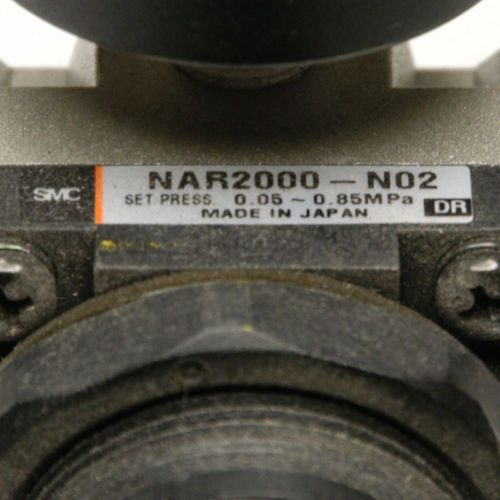 SMC
NAR2000-N02
SET PRESS. 0.05~0.85MPa
MADE IN JAPAN
DR